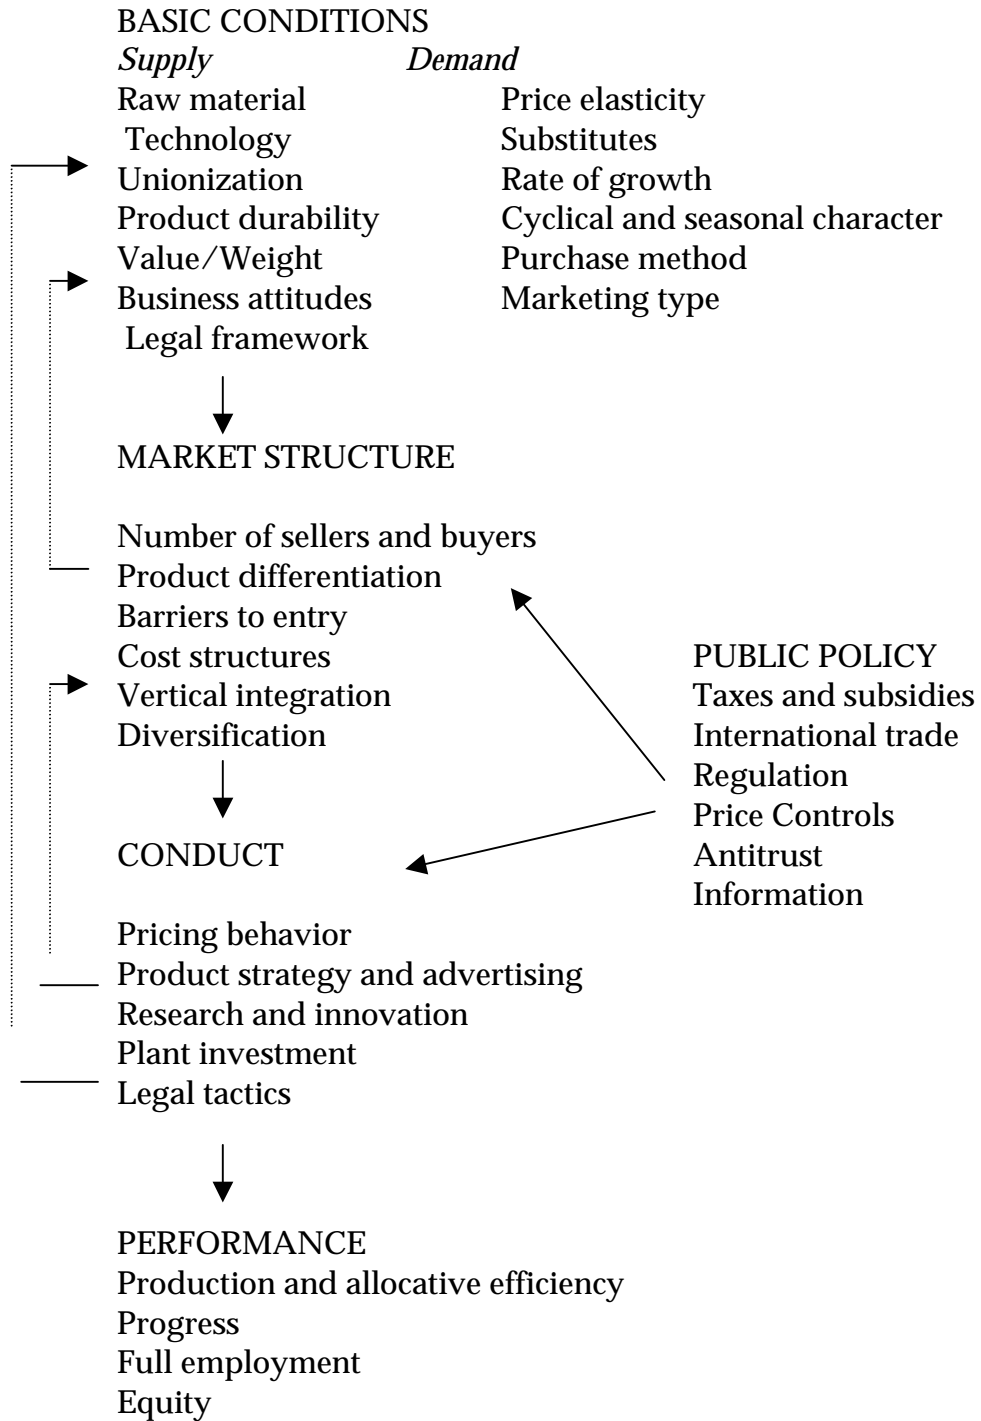 BASIC CONDITIONS
Supply Demand
Raw material Price elasticity
Technology Substitutes
Unionization Rate of growth
Product durability Cyclical and seasonal character
Value/Weight Purchase method
Business attitudes Marketing type
Legal framework
MARKET STRUCTURE
Number of sellers and buyers
Product differentiation
Barriers to entry
Cost structures
Vertical integration
Diversification
PUBLIC POLICY
Taxes and subsidies
International trade
Regulation
Price Controls
Antitrust
Information
CONDUCT
Pricing behavior
Product strategy and advertising
Research and innovation
Plant investment
Legal tactics
PERFORMANCE
Production and allocative efficiency
Progress
Full employment
Equity